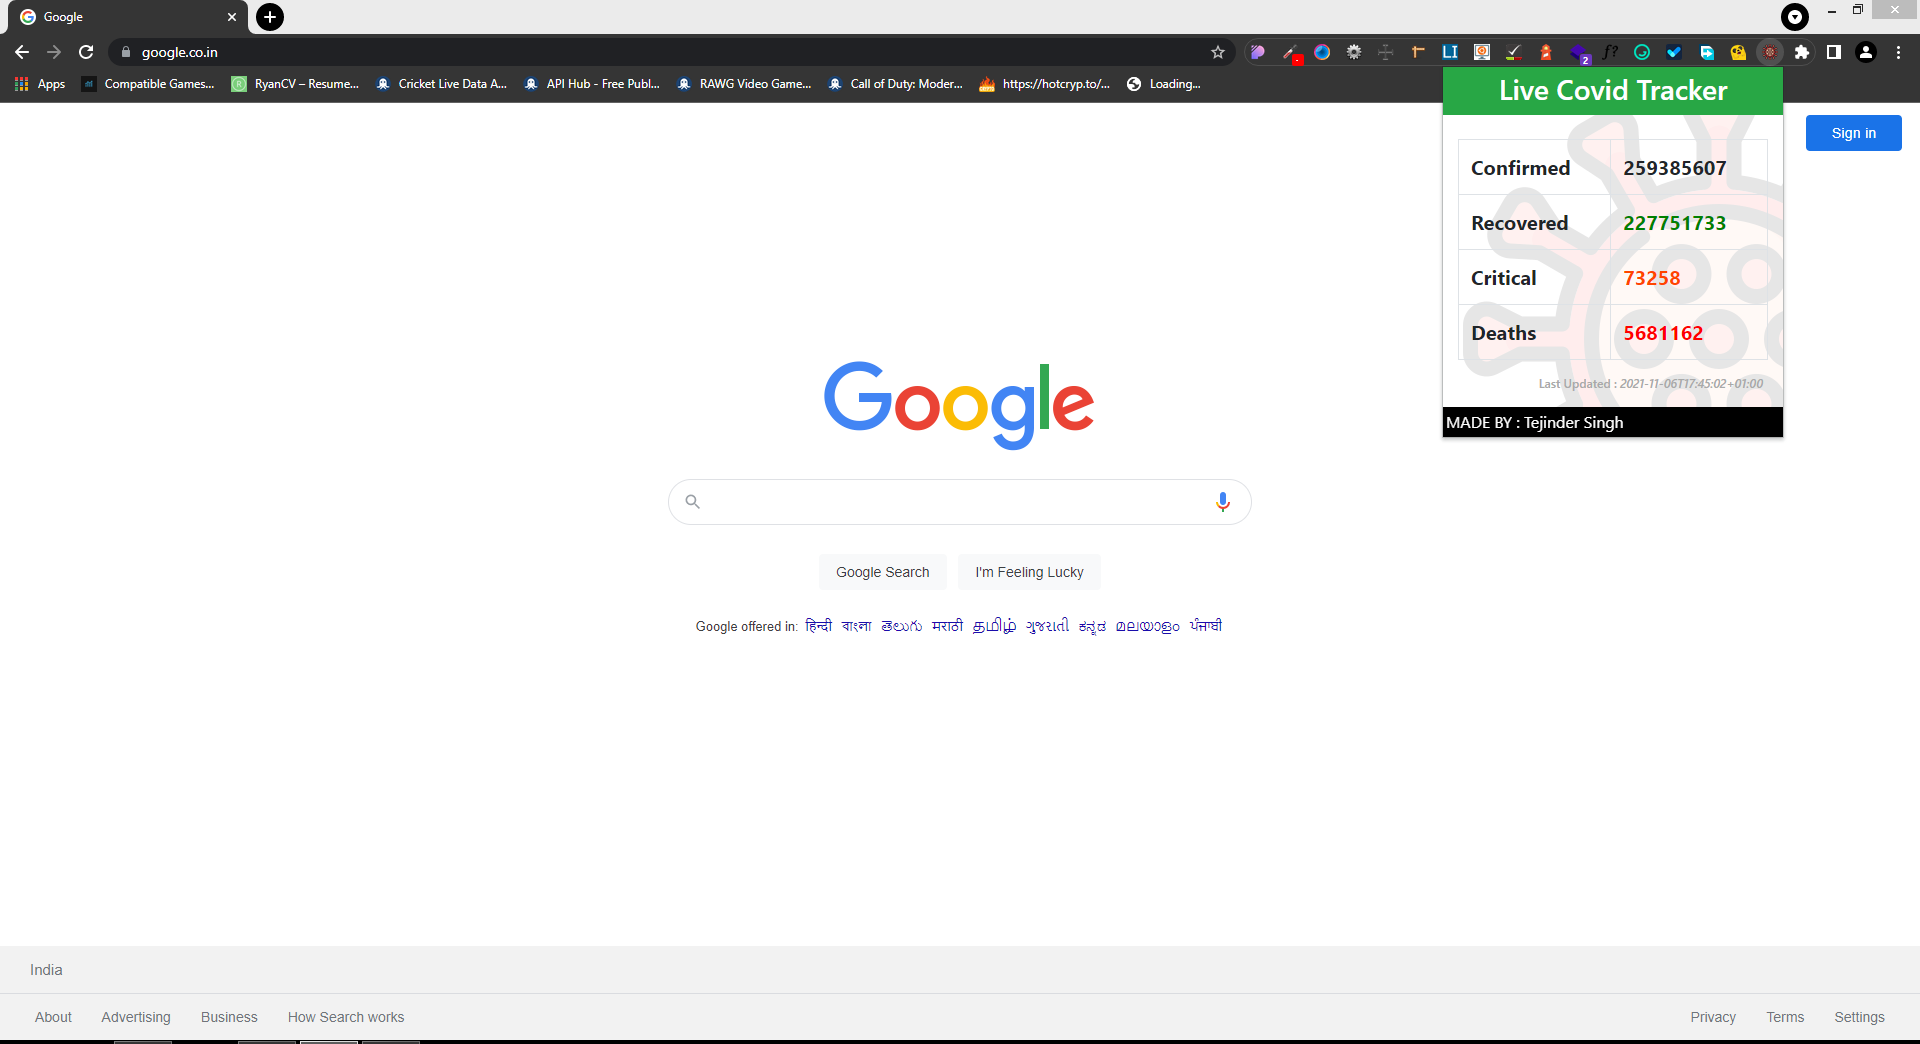 Google
google.co.in
Apps Compatible Games... RyanCV – Resume... Cricket Live Data A... API Hub - Free Publ... RAWG Video Game... Call of Duty: Moder... https://hotcryp.to/... Loading...
Live Covid Tracker
Sign in
Confirmed 259385607
Recovered 227751733
Critical 73258
Deaths 5681162
Last Updated : 2021-11-06T17:45:02+01:00
MADE BY : Tejinder Singh
Google
Google Search I'm Feeling Lucky
Google offered in: हिन्दी বাংলা తెలుగు मराठी தமிழ் ગુજરાતી ಕನ್ನಡ മലയാളം ਪੰਜਾਬੀ
India
About Advertising Business How Search works Privacy Terms Settings